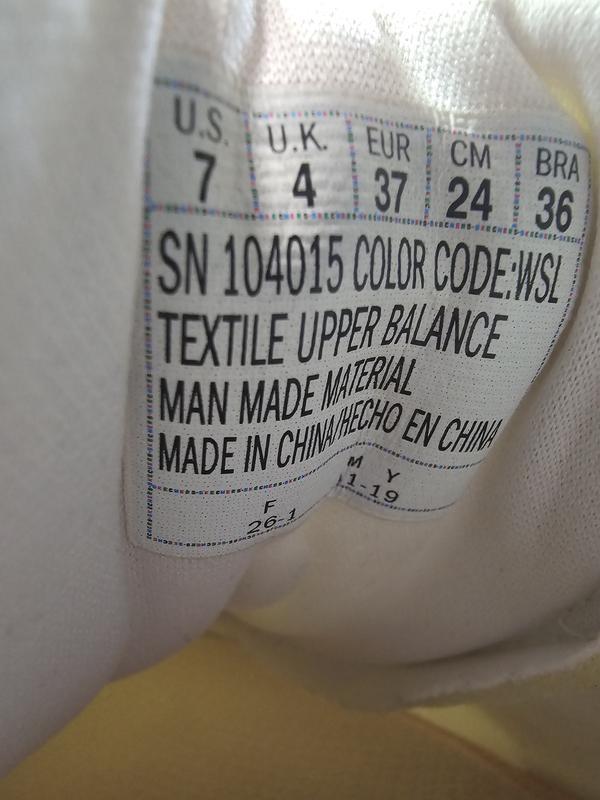 U.S. U.K. EUR CM BRA
7 4 37 24 36
SN 104015 COLOR CODE:WSL
TEXTILE UPPER BALANCE
MAN MADE MATERIAL
MADE IN CHINA/HECHO EN CHINA
F M Y
26-1 11-19